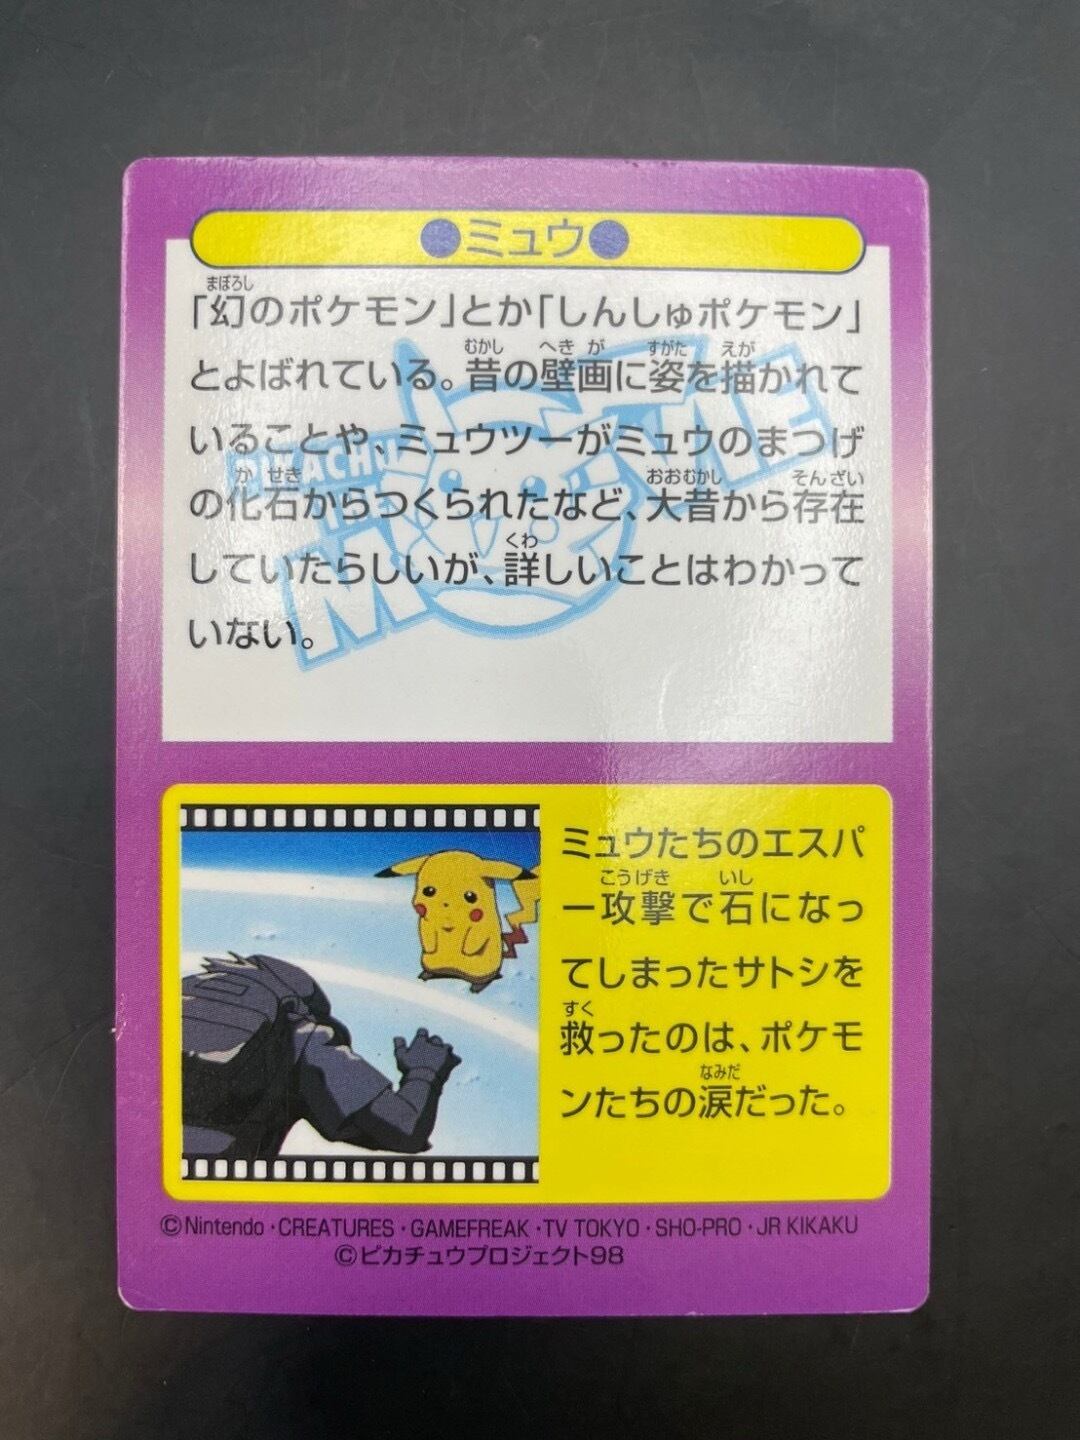 ●ミュウ●
「幻のポケモン」とか「しんしゅポケモン」
まぼろし
とよばれている。昔の壁画に姿を描かれて
むかし へきが すがた えが
いることや、ミュウツーがミュウのまつげ
の化石からつくられたなど、大昔から存在
かせき おおむかし そんざい
していたらしいが、詳しいことはわかって
くわ
いない。
PIKACHU
THE
MOVIE
ミュウたちのエスパ
ー攻撃で石になっ
こうげき いし
てしまったサトシを
救ったのは、ポケモ
すく
ンたちの涙だった。
なみだ
©Nintendo・CREATURES・GAMEFREAK・TV TOKYO・SHO-PRO・JR KIKAKU
©ピカチュウプロジェクト98